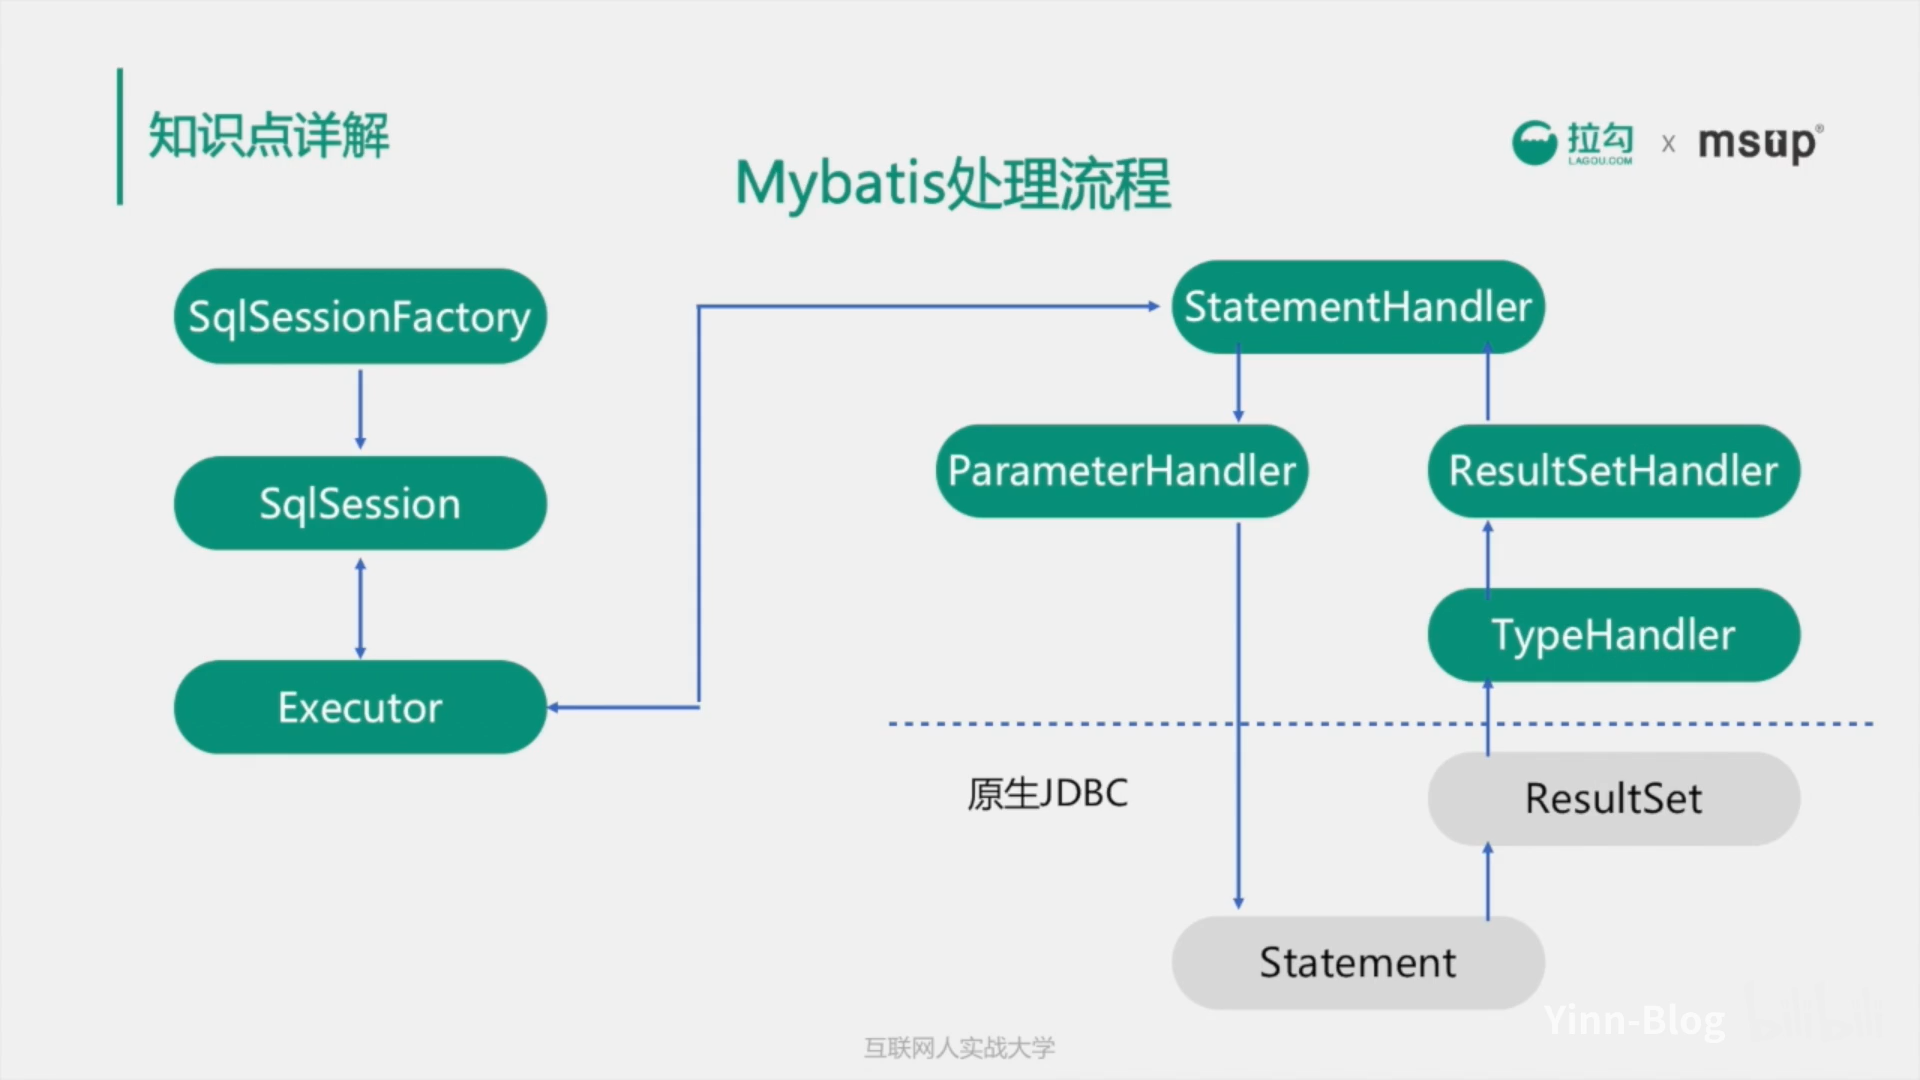 知识点详解
拉勾
LAGOU.COM
x
msup®
Mybatis处理流程
SqlSessionFactory
StatementHandler
SqlSession
ParameterHandler
ResultSetHandler
TypeHandler
Executor
原生JDBC
ResultSet
Statement
Yinn-Blog
bilibili
互联网人实战大学